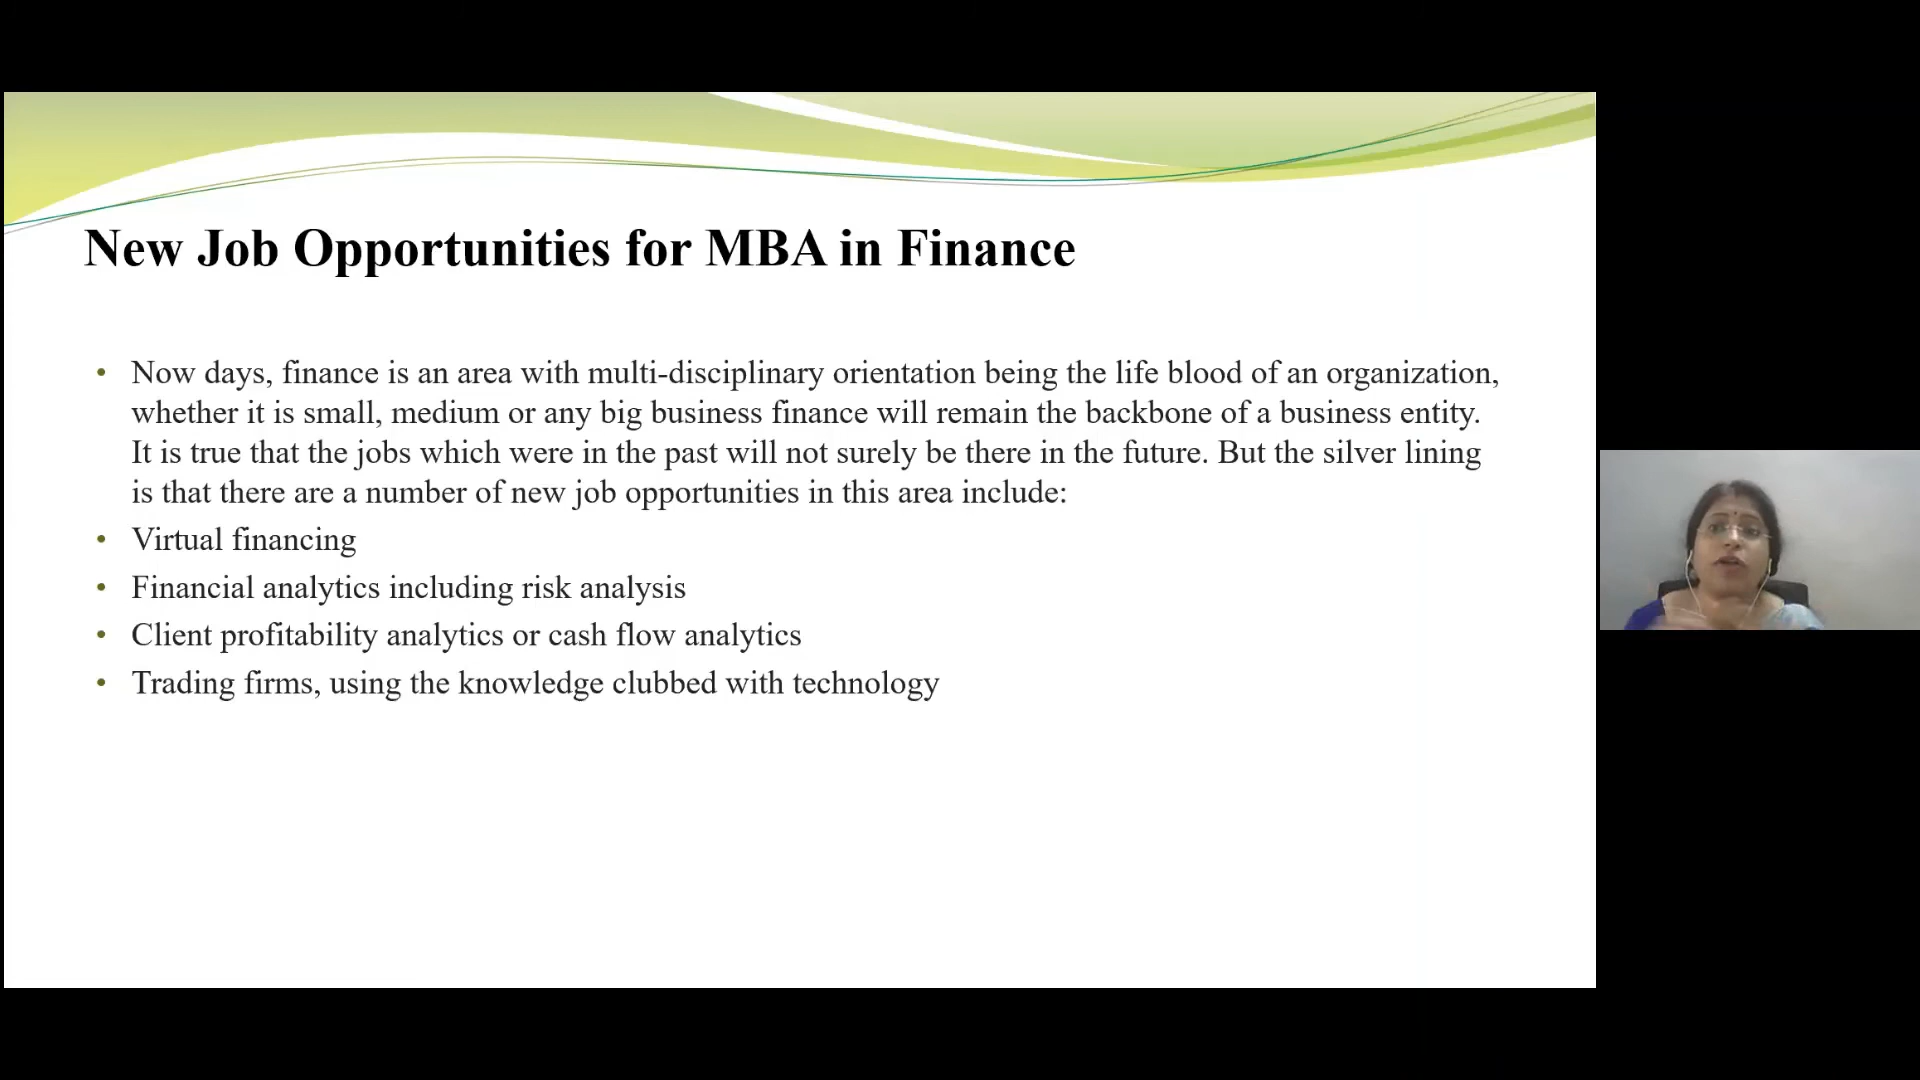 New Job Opportunities for MBA in Finance
• Now days, finance is an area with multi-disciplinary orientation being the life blood of an organization,
whether it is small, medium or any big business finance will remain the backbone of a business entity.
It is true that the jobs which were in the past will not surely be there in the future. But the silver lining
is that there are a number of new job opportunities in this area include:
• Virtual financing
• Financial analytics including risk analysis
• Client profitability analytics or cash flow analytics
• Trading firms, using the knowledge clubbed with technology